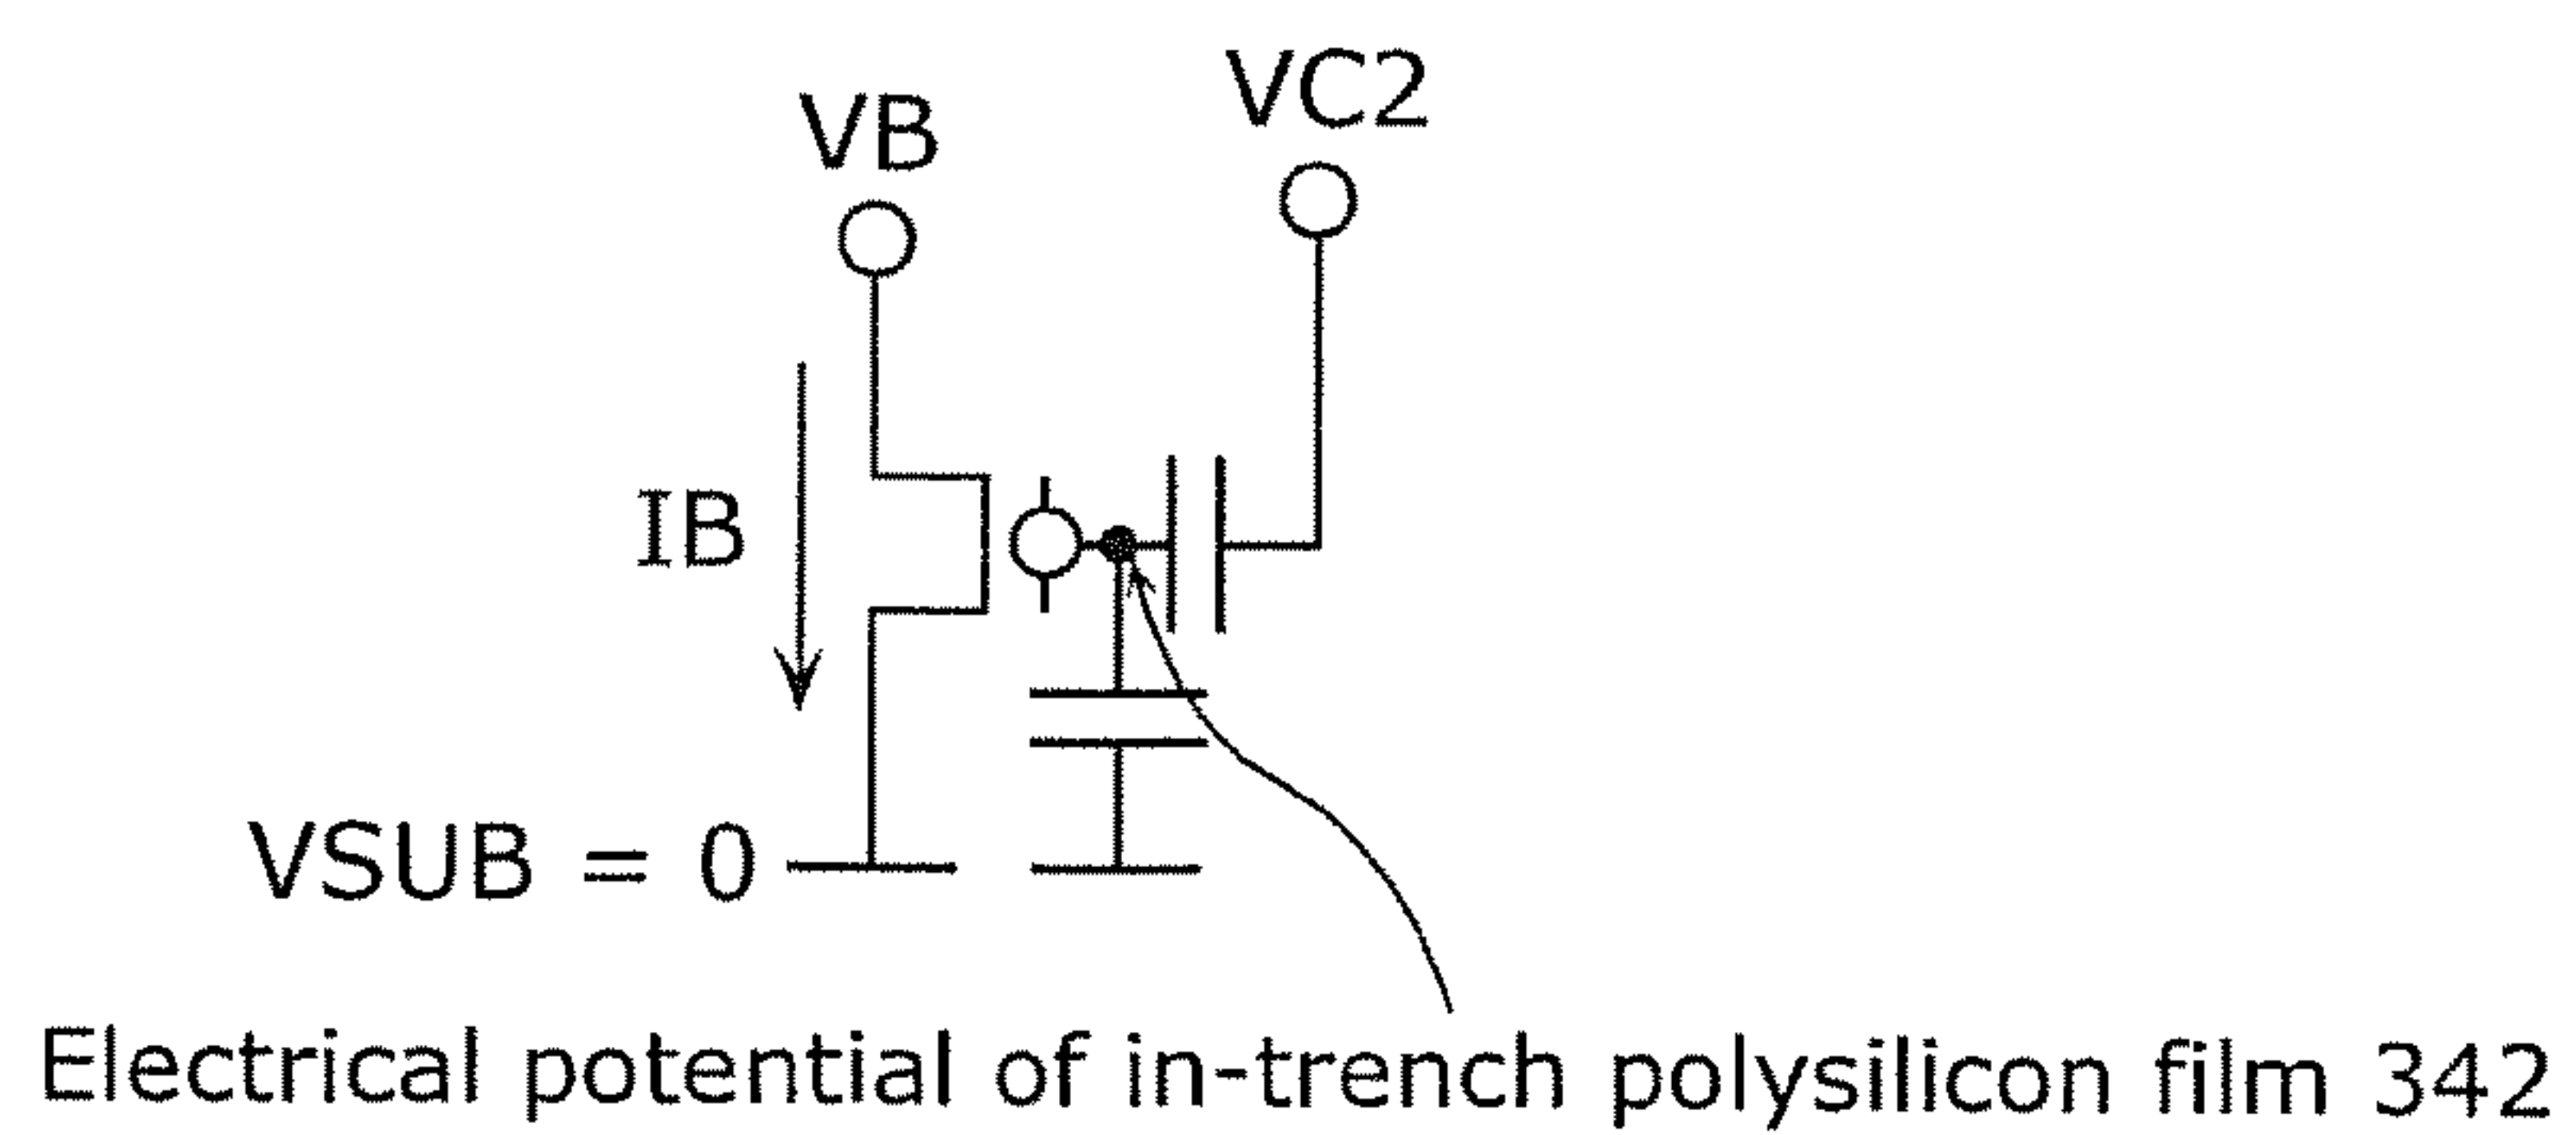 VC2
VB
IB
VSUB = 0
Electrical potential of in-trench polysilicon film 342